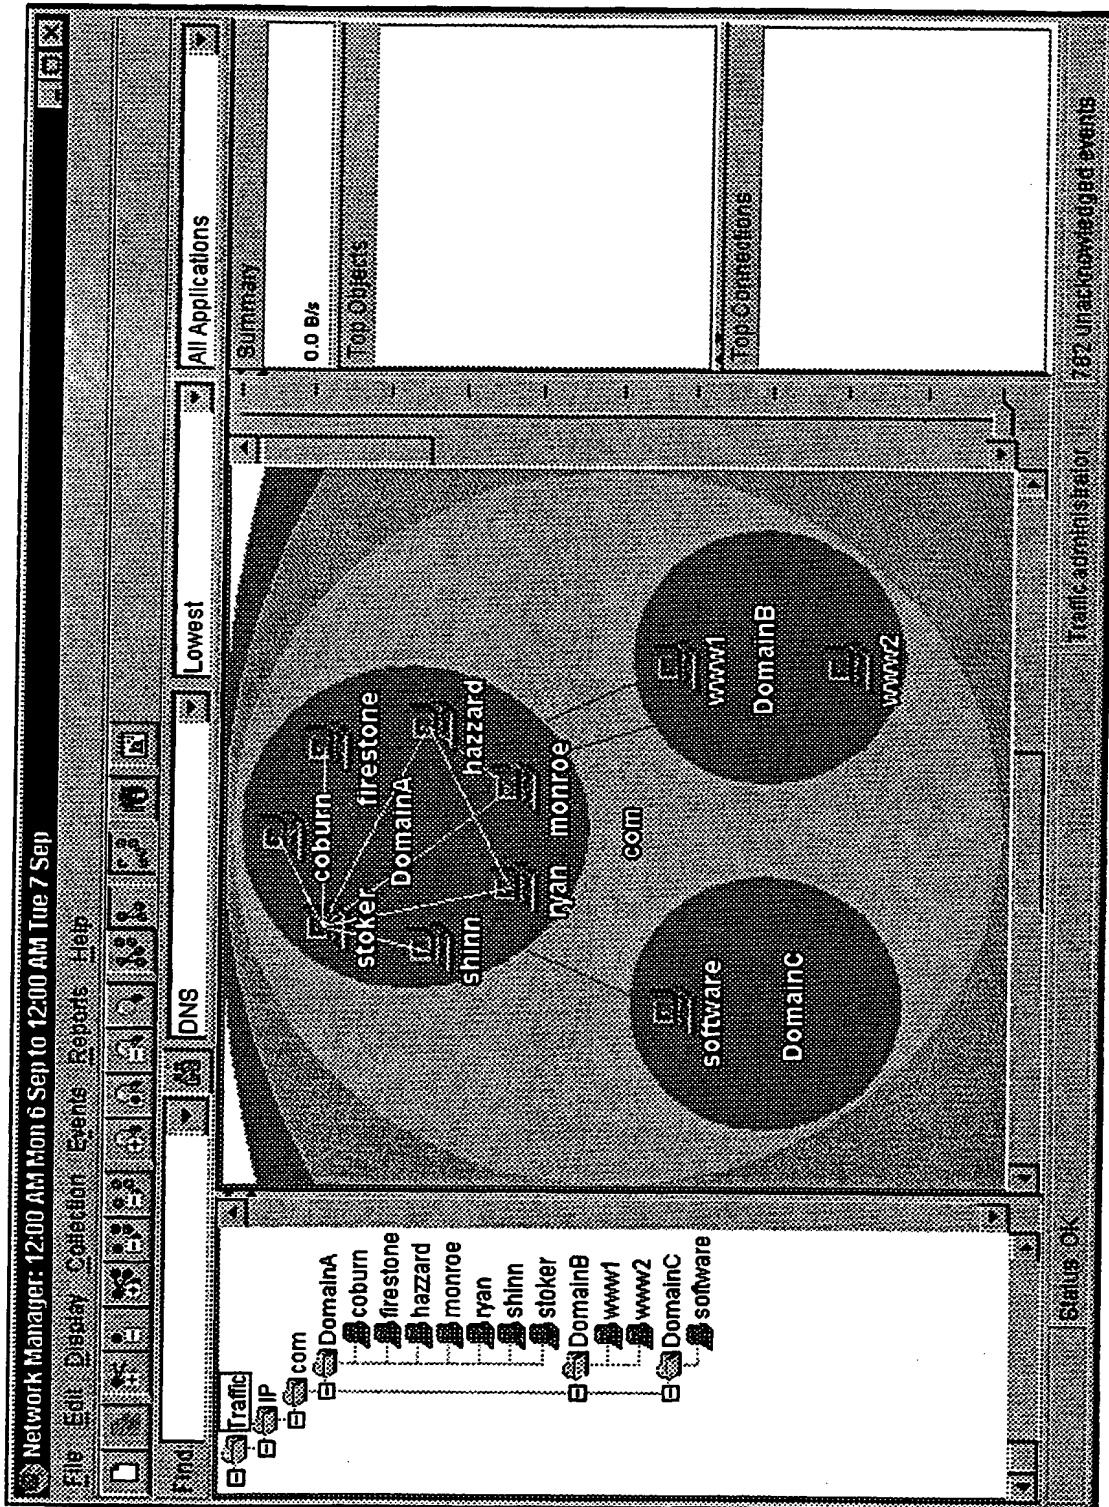 Network Manager: 12:00 AM Mon 6 Sep to 12:00 AM Tue 7 Sep
File Edit Display Collection Events Reports Help
Find:
DNS
Lowest
All Applications
Traffic
IP
com
DomainA
coburn
firestone
hazzard
monroe
ryan
shinn
stoker
DomainB
www1
www2
DomainC
software
coburn
firestone
stoker
DomainA
shinn
hazzard
ryan
monroe
com
software
DomainC
www1
DomainB
www2
Summary
0.0 B/s
Top Objects
Top Connections
Status: OK
Traffic:administrator
782 Unacknowledged events